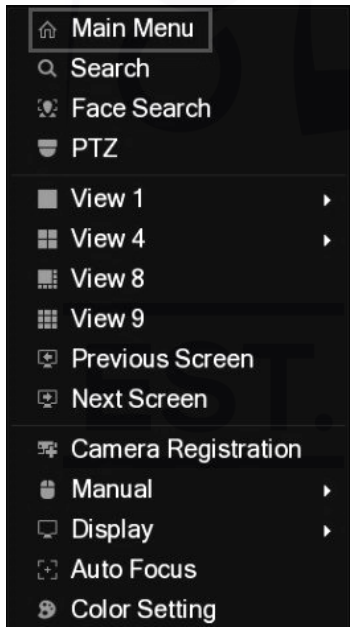 Main Menu
Search
Face Search
PTZ
View 1
View 4
View 8
View 9
Previous Screen
Next Screen
EST.
Camera Registration
Manual
Display
Auto Focus
Color Setting